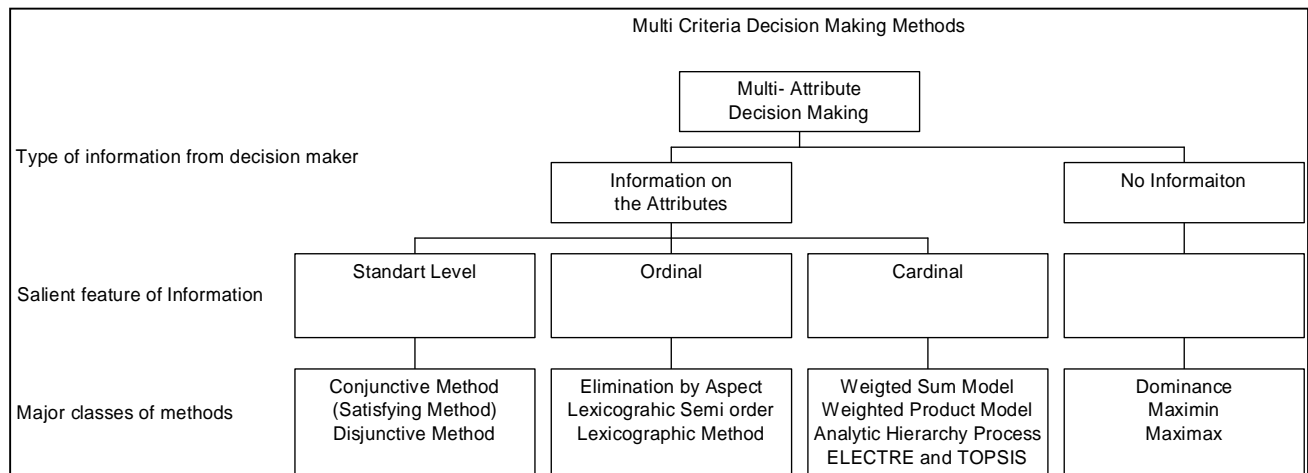 Multi Criteria Decision Making Methods
Multi- Attribute
Decision Making
Type of information from decision maker
Information on
the Attributes
No Informaiton
Salient feature of Information
Standart Level
Ordinal
Cardinal
Major classes of methods
Conjunctive Method
(Satisfying Method)
Disjunctive Method
Elimination by Aspect
Lexicograhic Semi order
Lexicographic Method
Weigted Sum Model
Weighted Product Model
Analytic Hierarchy Process
ELECTRE and TOPSIS
Dominance
Maximin
Maximax